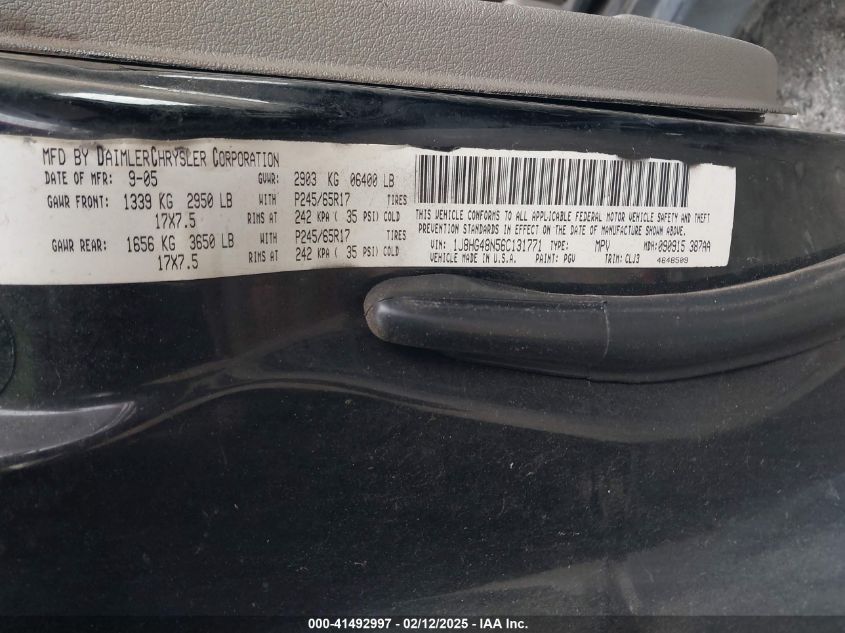 MFD BY DAIMLERCHRYSLER CORPORATION
DATE OF MFR: 9-05 GVWR: 2903 KG 06400 LB
GAWR FRONT: 1339 KG 2950 LB WITH P245/65R17 TIRES
17X7.5 RIMS AT 242 KPA ( 35 PSI) COLD
GAWR REAR: 1656 KG 3650 LB WITH P245/65R17 TIRES
17X7.5 RIMS AT 242 KPA ( 35 PSI) COLD
THIS VEHICLE CONFORMS TO ALL APPLICABLE FEDERAL MOTOR VEHICLE SAFETY AND THEFT
PREVENTION STANDARDS IN EFFECT ON THE DATE OF MANUFACTURE SHOWN ABOVE.
VIN: 1J8HG48N56C131771 TYPE: MPV MDH:090915 387AA
VEHICLE MADE IN U.S.A. PAINT: PGV TRIM: CLJ3 4648509
000-41492997 - 02/12/2025 - IAA Inc.